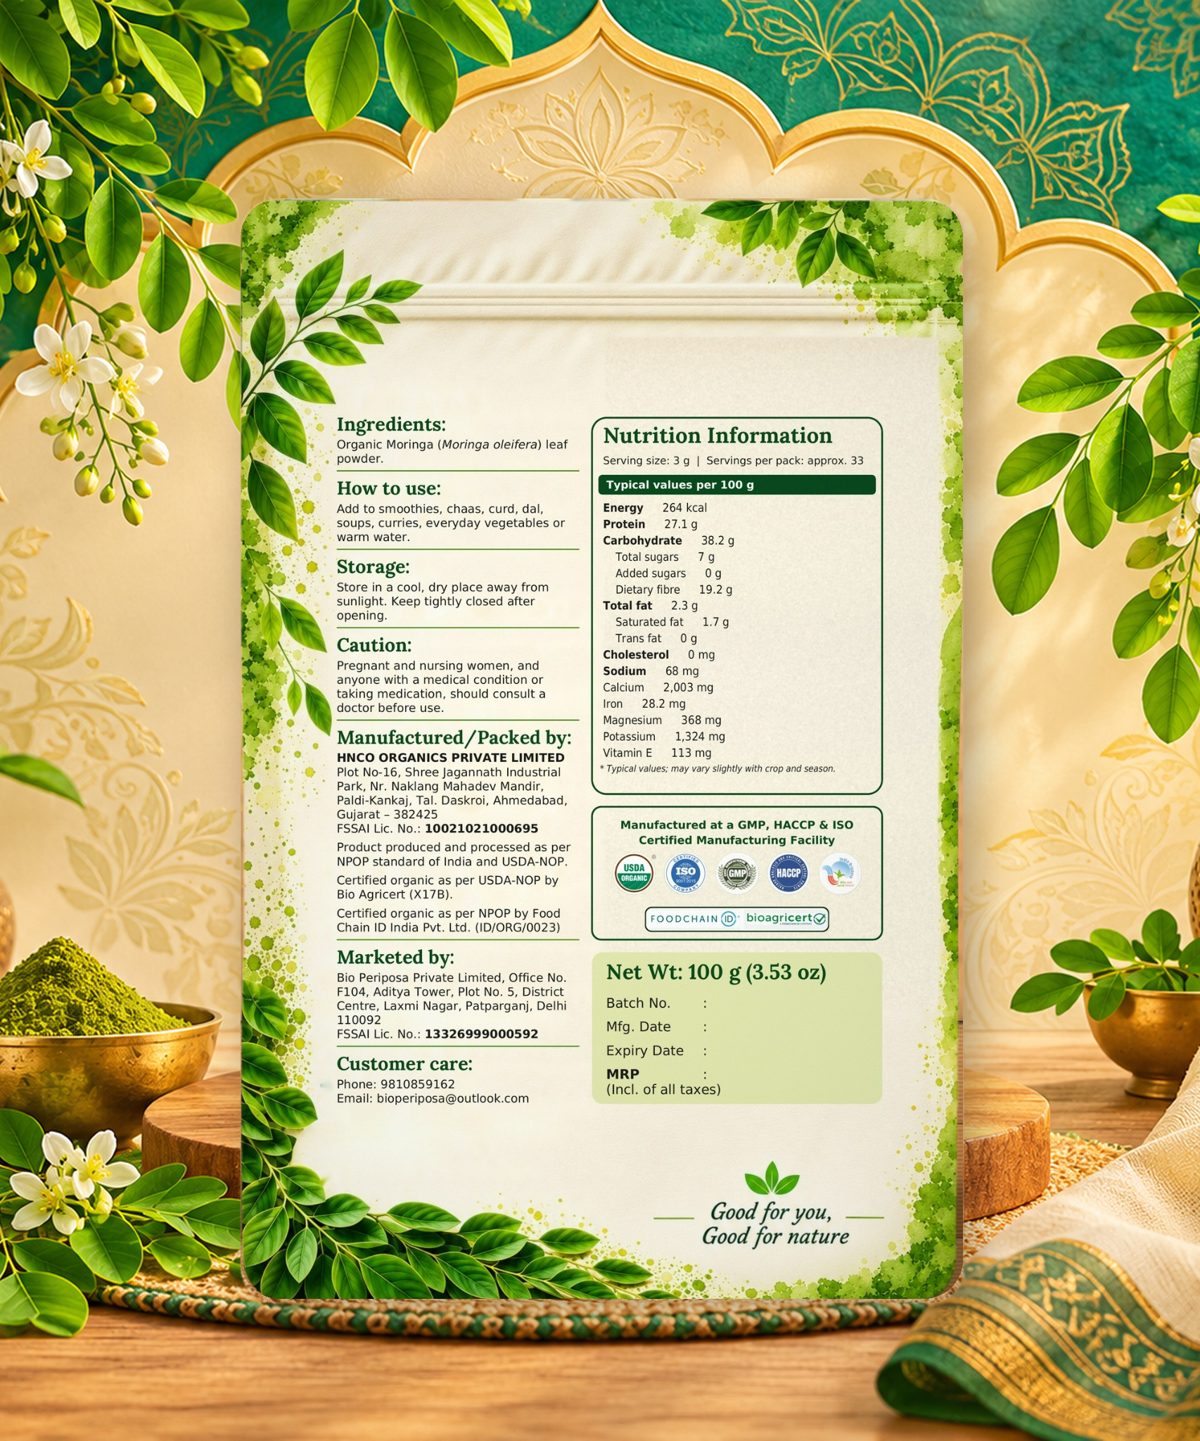 Ingredients:
Organic Moringa (Moringa oleifera) leaf
powder.
How to use:
Add to smoothies, chaas, curd, dal,
soups, curries, everyday vegetables or
warm water.
Storage:
Store in a cool, dry place away from
sunlight. Keep tightly closed after
opening.
Caution:
Pregnant and nursing women, and
anyone with a medical condition or
taking medication, should consult a
doctor before use.
Manufactured/Packed by:
HNCO ORGANICS PRIVATE LIMITED
Plot No-16, Shree Jagannath Industrial
Park, Nr. Naklang Mahadev Mandir,
Paldi-Kankaj, Tal. Daskroi, Ahmedabad,
Gujarat – 382425
FSSAI Lic. No.: 10021021000695
Product produced and processed as per
NPOP standard of India and USDA-NOP.
Certified organic as per USDA-NOP by
Bio Agricert (X17B).
Certified organic as per NPOP by Food
Chain ID India Pvt. Ltd. (ID/ORG/0023)
Marketed by:
Bio Periposa Private Limited, Office No.
F104, Aditya Tower, Plot No. 5, District
Centre, Laxmi Nagar, Patparganj, Delhi
110092
FSSAI Lic. No.: 13326999000592
Customer care:
Phone: 9810859162
Email: bioperiposa@outlook.com
Nutrition Information
Serving size: 3 g | Servings per pack: approx. 33
Typical values per 100 g
Energy 264 kcal
Protein 27.1 g
Carbohydrate 38.2 g
Total sugars 7 g
Added sugars 0 g
Dietary fibre 19.2 g
Total fat 2.3 g
Saturated fat 1.7 g
Trans fat 0 g
Cholesterol 0 mg
Sodium 68 mg
Calcium 2,003 mg
Iron 28.2 mg
Magnesium 368 mg
Potassium 1,324 mg
Vitamin E 113 mg
* Typical values; may vary slightly with crop and season.
Manufactured at a GMP, HACCP & ISO
Certified Manufacturing Facility
USDA
ORGANIC
CERTIFIED
ISO
COMPANY
GMP
HACCP
FOODCHAIN ID
bioagricert
Net Wt: 100 g (3.53 oz)
Batch No. :
Mfg. Date :
Expiry Date :
MRP :
(Incl. of all taxes)
Good for you,
Good for nature